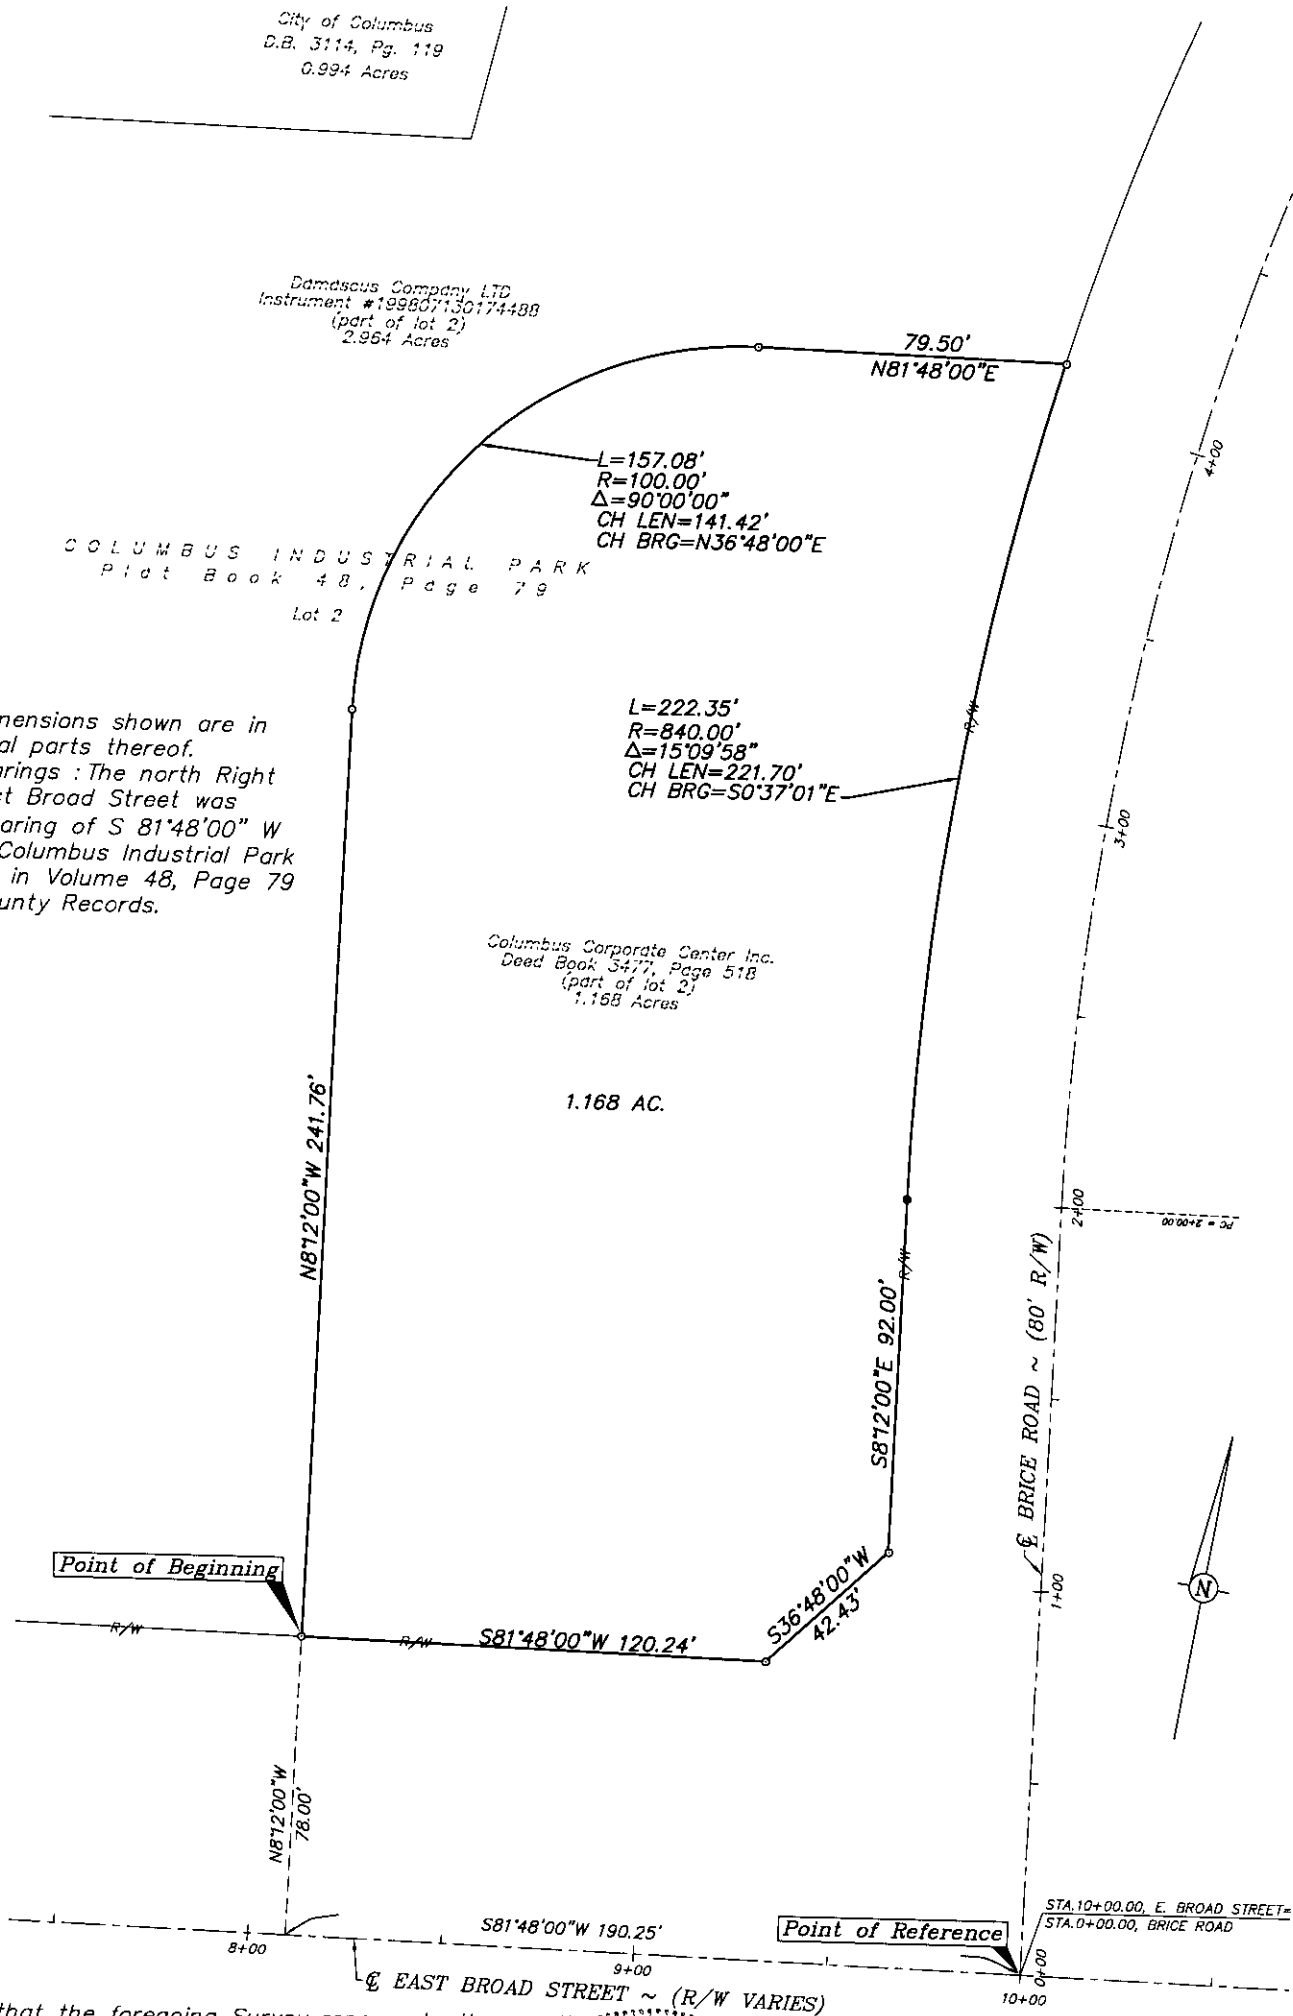 City of Columbus
D.B. 3114, Pg. 119
0.994 Acres
Damascus Company LTD
Instrument #199807130174488
(part of lot 2)
2.964 Acres
79.50'
N81°48'00"E
L=157.08'
R=100.00'
Δ=90°00'00"
CH LEN=141.42'
CH BRG=N36°48'00"E
4+00
COLUMBUS INDUSTRIAL PARK
Plat Book 48, Page 79
Lot 2
L=222.35'
R=840.00'
Δ=15°09'58"
CH LEN=221.70'
CH BRG=S0°37'01"E
R/W
nensions shown are in
al parts thereof.
arings : The north Right
st Broad Street was
aring of S 81°48'00" W
Columbus Industrial Park
in Volume 48, Page 79
unty Records.
3+00
Columbus Corporate Center Inc.
Deed Book 3477, Page 518
(part of lot 2)
1.168 Acres
1.168 AC.
N8°12'00"W 241.76'
2+00
PC = 2+00.00
R/W
S8°12'00"E 92.00'
℄ BRICE ROAD ~ (80' R/W)
1+00
N
Point of Beginning
S36°48'00"W
42.43'
R/W
R/W
S81°48'00"W 120.24'
N8°12'00"W
78.00'
STA.10+00.00, E. BROAD STREET=
STA.0+00.00, BRICE ROAD
S81°48'00"W 190.25'
Point of Reference
8+00
9+00
0+00
10+00
℄ EAST BROAD STREET ~ (R/W VARIES)
that the foregoing Survey